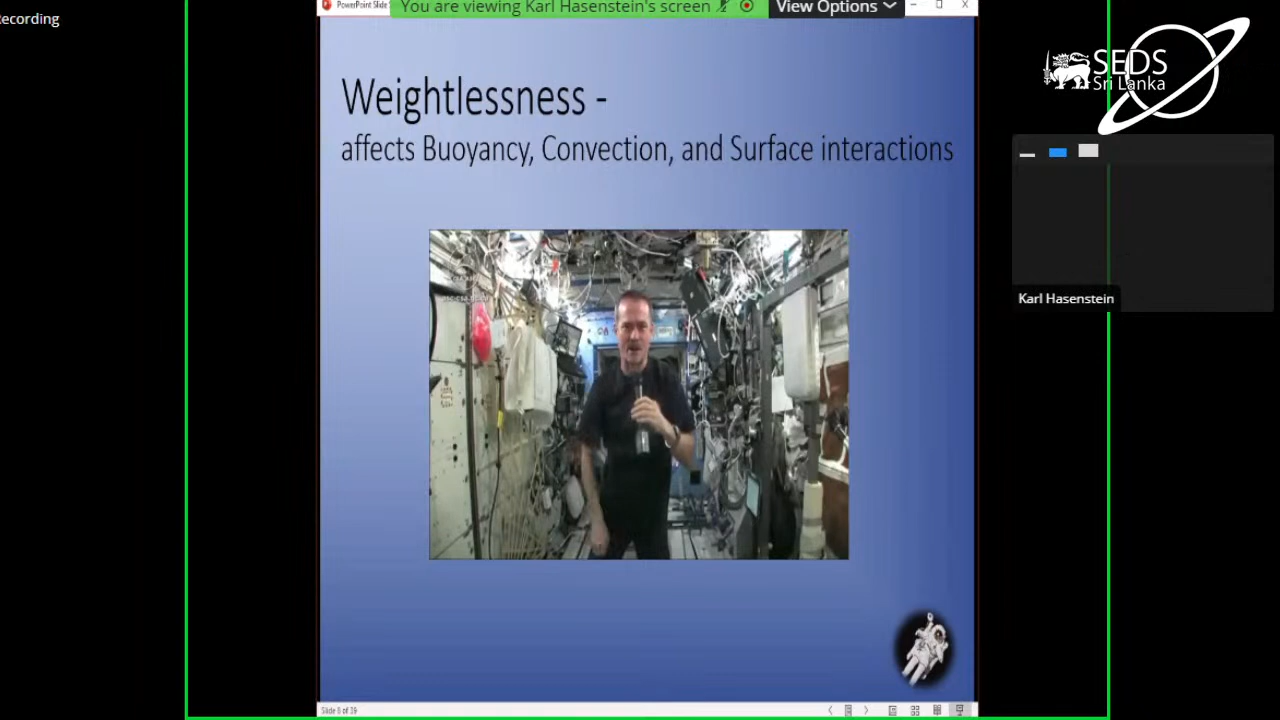 Recording
PowerPoint Slide S
You are viewing Karl Hasenstein's screen
View Options
SEDS
Sri Lanka
Weightlessness -
affects Buoyancy, Convection, and Surface interactions
Karl Hasenstein